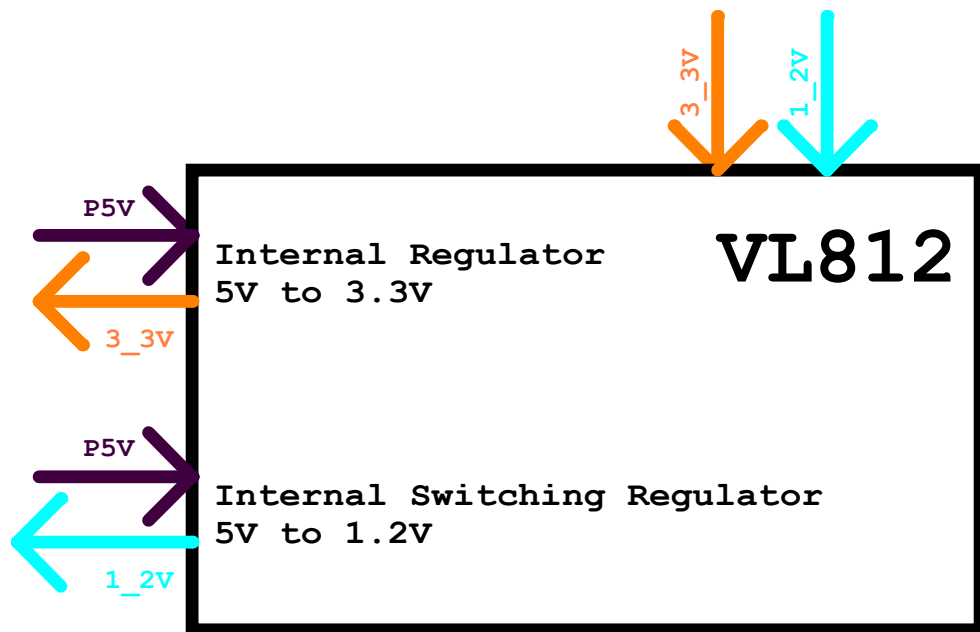 3_3V
1_2V
P5V
Internal Regulator
5V to 3.3V
VL812
3_3V
P5V
Internal Switching Regulator
5V to 1.2V
1_2V